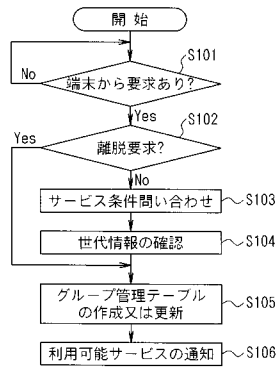 開始
S101
No
端末から要求あり?
Yes
S102
Yes
離脱要求?
No
サービス条件問い合わせ
S103
世代情報の確認
S104
グループ管理テーブル
の作成又は更新
S105
利用可能サービスの通知
S106